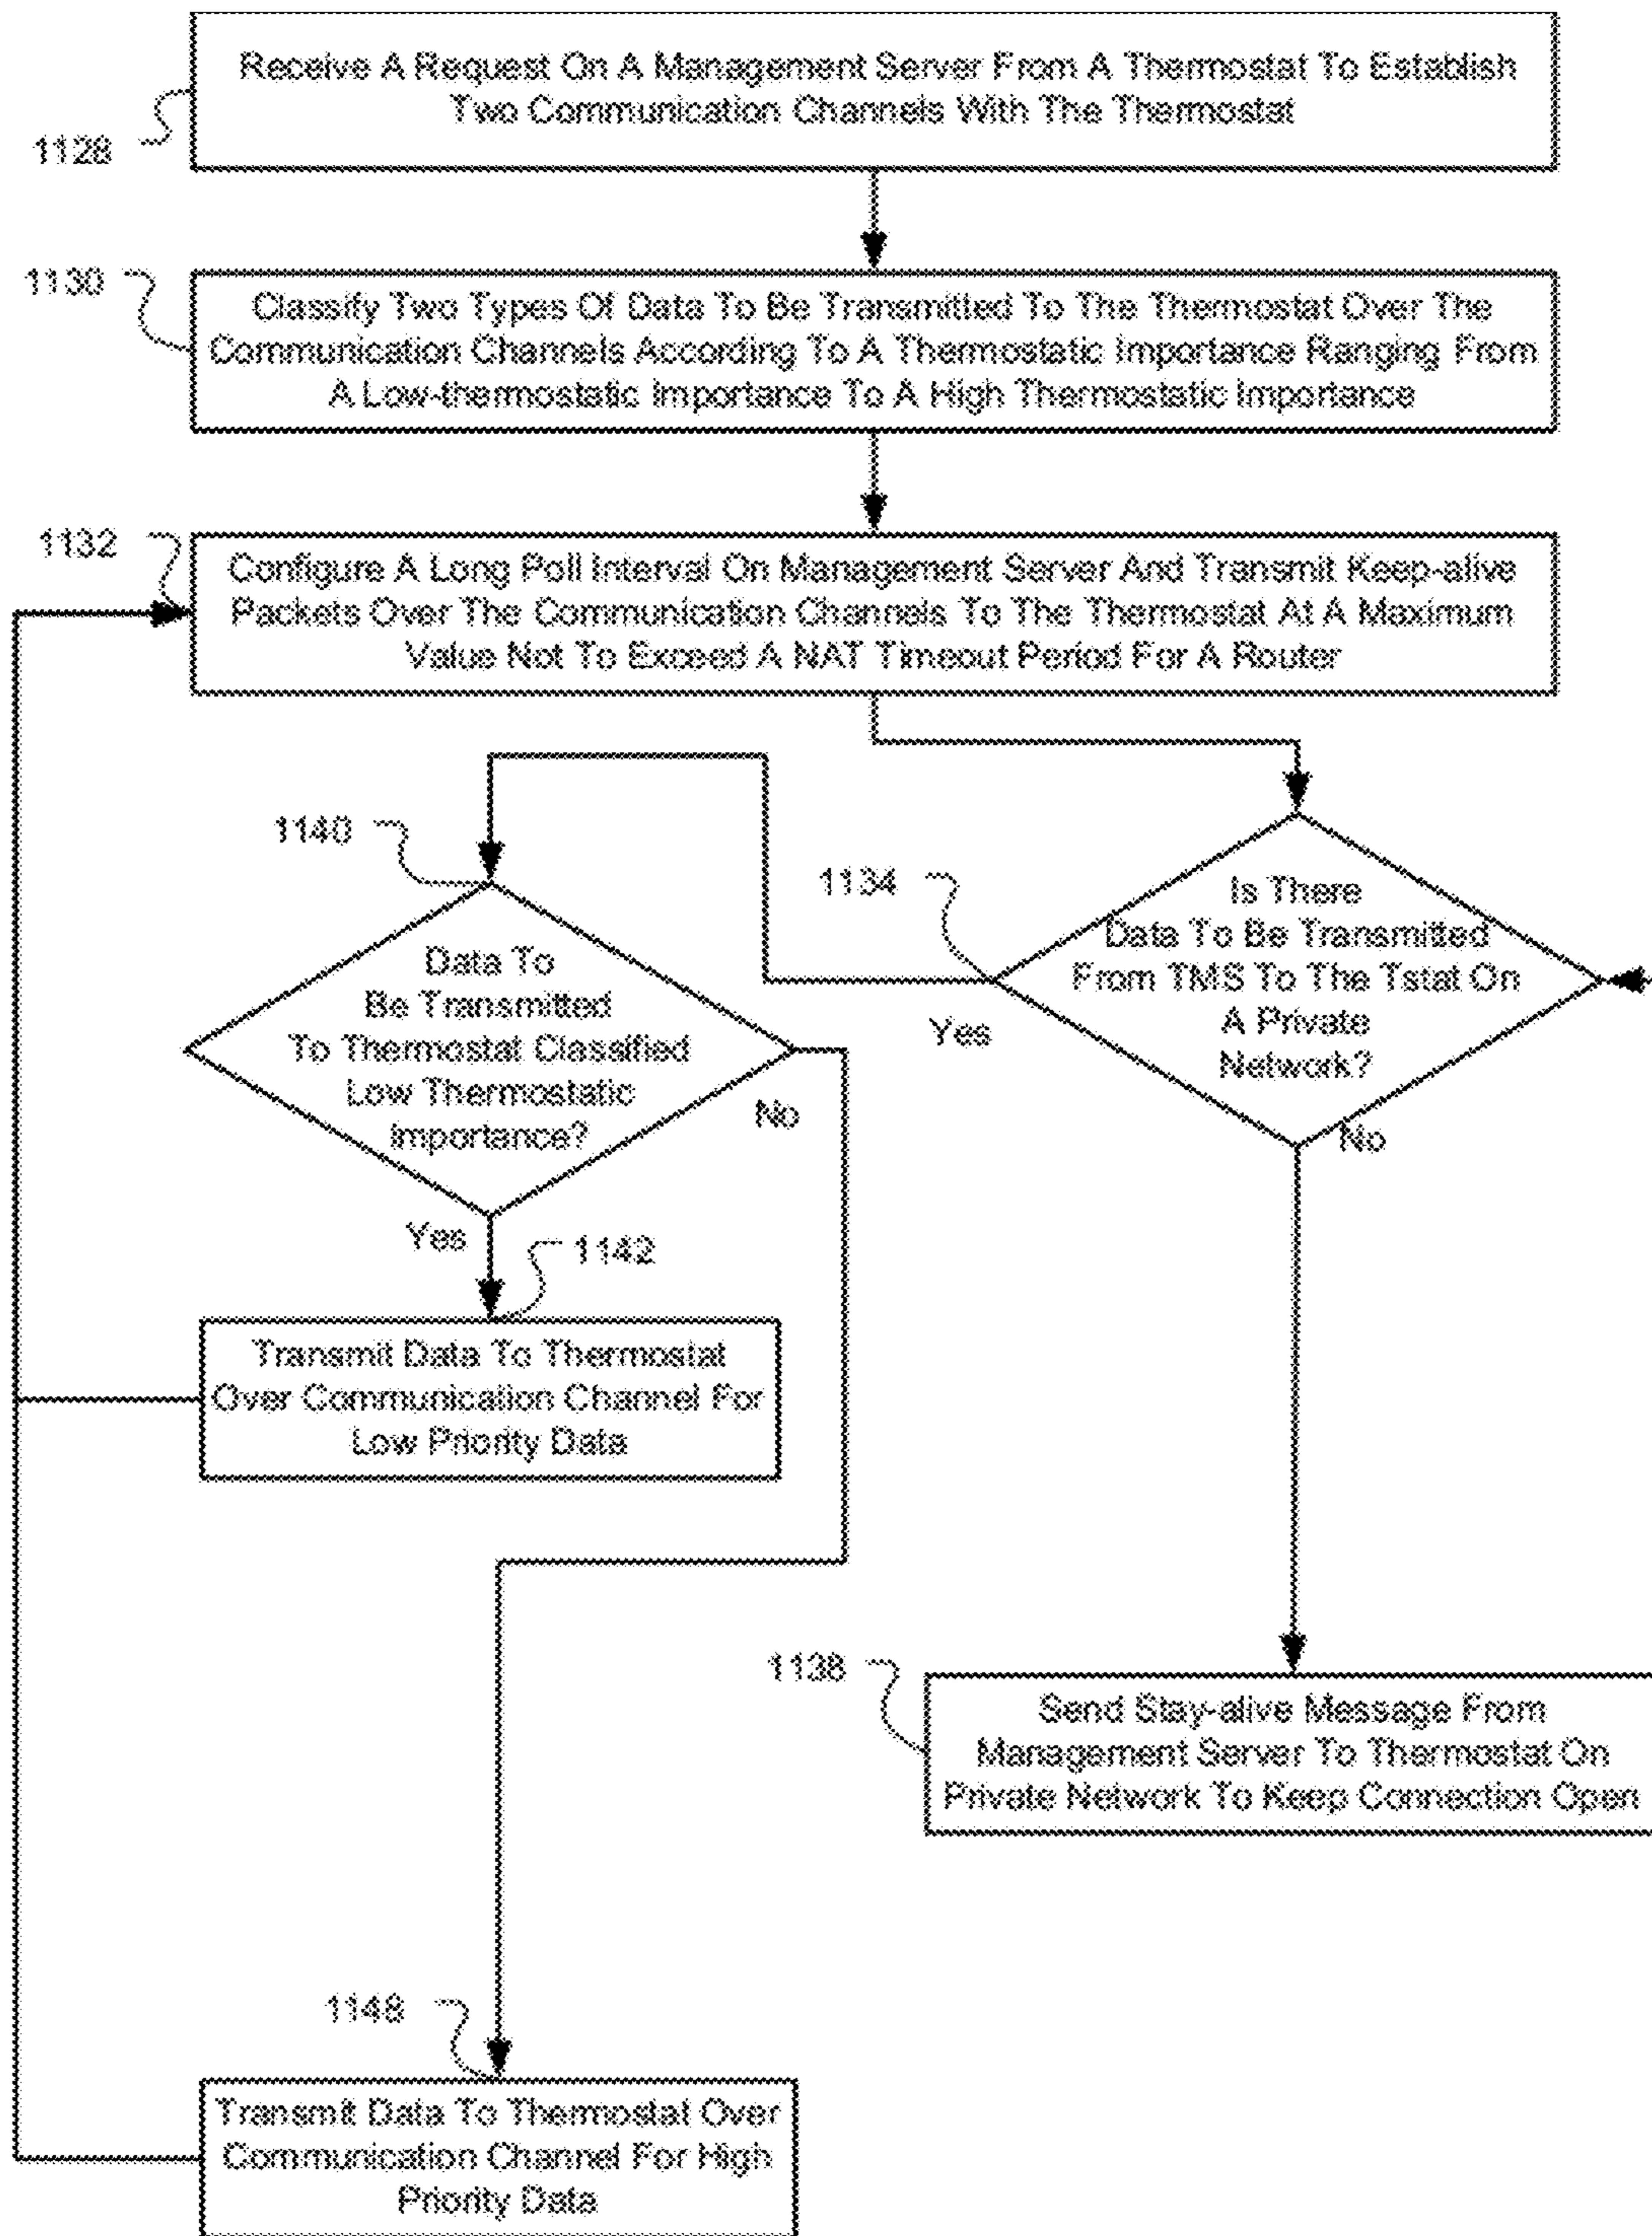 Receive A Request On A Management Server From A Thermostat To Establish
Two Communication Channels With The Thermostat
1128
1130
Classify Two Types Of Data To Be Transmitted To The Thermostat Over The
Communication Channels According To A Thermostatic Importance Ranging From
A Low-thermostatic Importance To A High Thermostatic Importance
1132
Configure A Long Poll Interval On Management Server And Transmit Keep-alive
Packets Over The Communication Channels To The Thermostat At A Maximum
Value Not To Exceed A NAT Timeout Period For A Router
1140
Data To
Be Transmitted
To Thermostat Classified
Low Thermostatic
Importance?
No
Yes
1134
Is There
Data To Be Transmitted
From TMS To The Tstat On
A Private
Network?
Yes
No
1142
Transmit Data To Thermostat
Over Communication Channel For
Low Priority Data
1138
Send Stay-alive Message From
Management Server To Thermostat On
Private Network To Keep Connection Open
1148
Transmit Data To Thermostat Over
Communication Channel For High
Priority Data